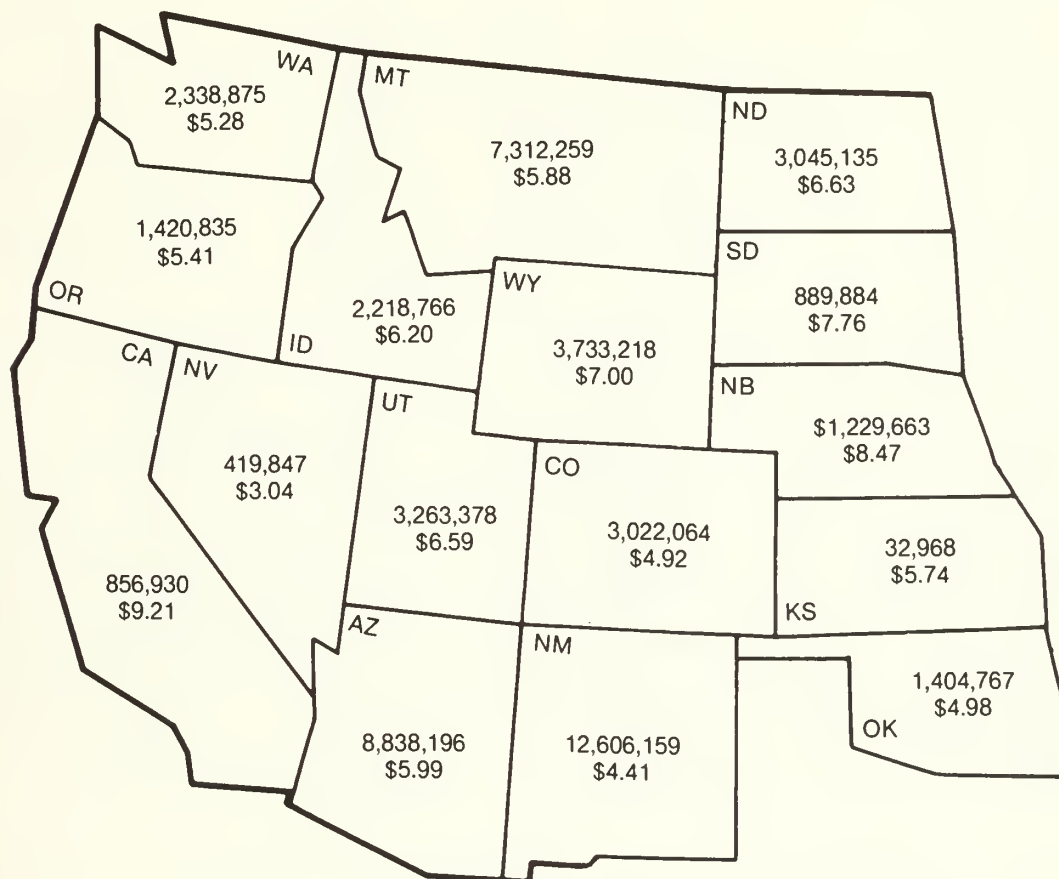 WA
2,338,875
$5.28
MT
7,312,259
$5.88
ND
3,045,135
$6.63
OR
1,420,835
$5.41
ID
2,218,766
$6.20
WY
3,733,218
$7.00
SD
889,884
$7.76
CA
856,930
$9.21
NV
419,847
$3.04
UT
3,263,378
$6.59
CO
3,022,064
$4.92
NB
$1,229,663
$8.47
KS
32,968
$5.74
AZ
8,838,196
$5.99
NM
12,606,159
$4.41
OK
1,404,767
$4.98